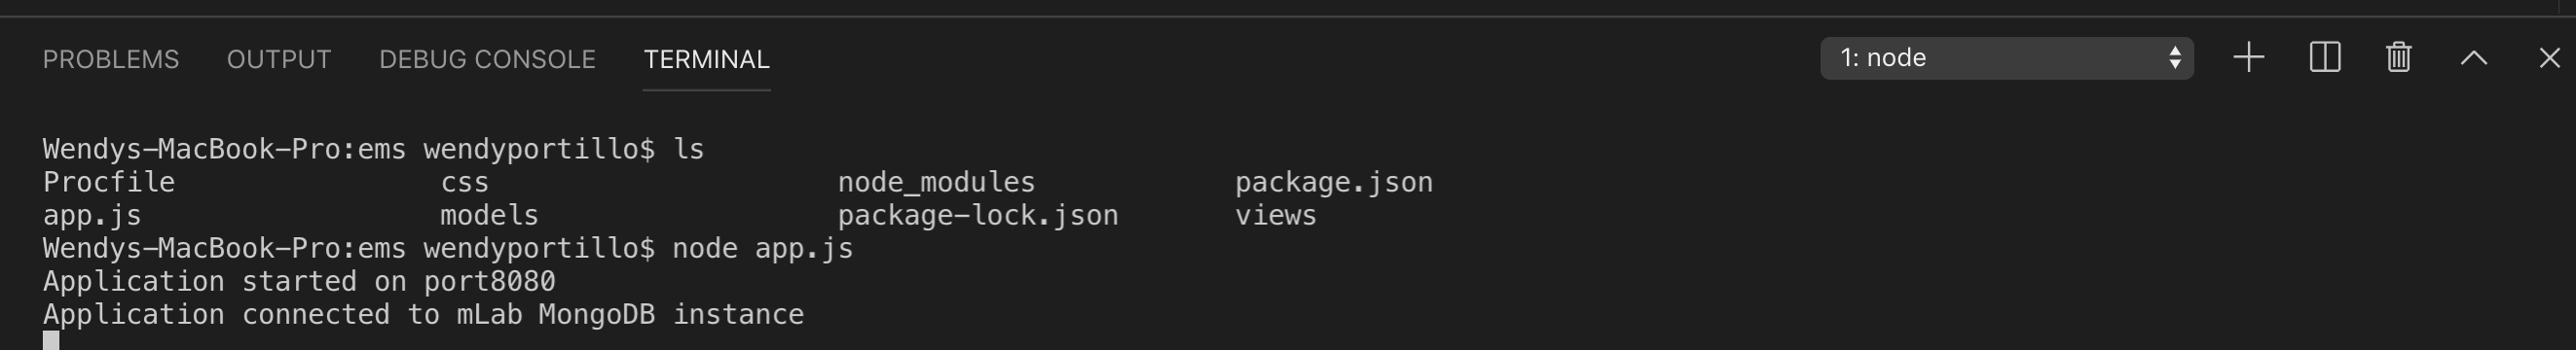 PROBLEMS OUTPUT DEBUG CONSOLE TERMINAL 1: node
Wendys-MacBook-Pro:ems wendyportillo$ ls
Procfile css node_modules package.json
app.js models package-lock.json views
Wendys-MacBook-Pro:ems wendyportillo$ node app.js
Application started on port8080
Application connected to mLab MongoDB instance